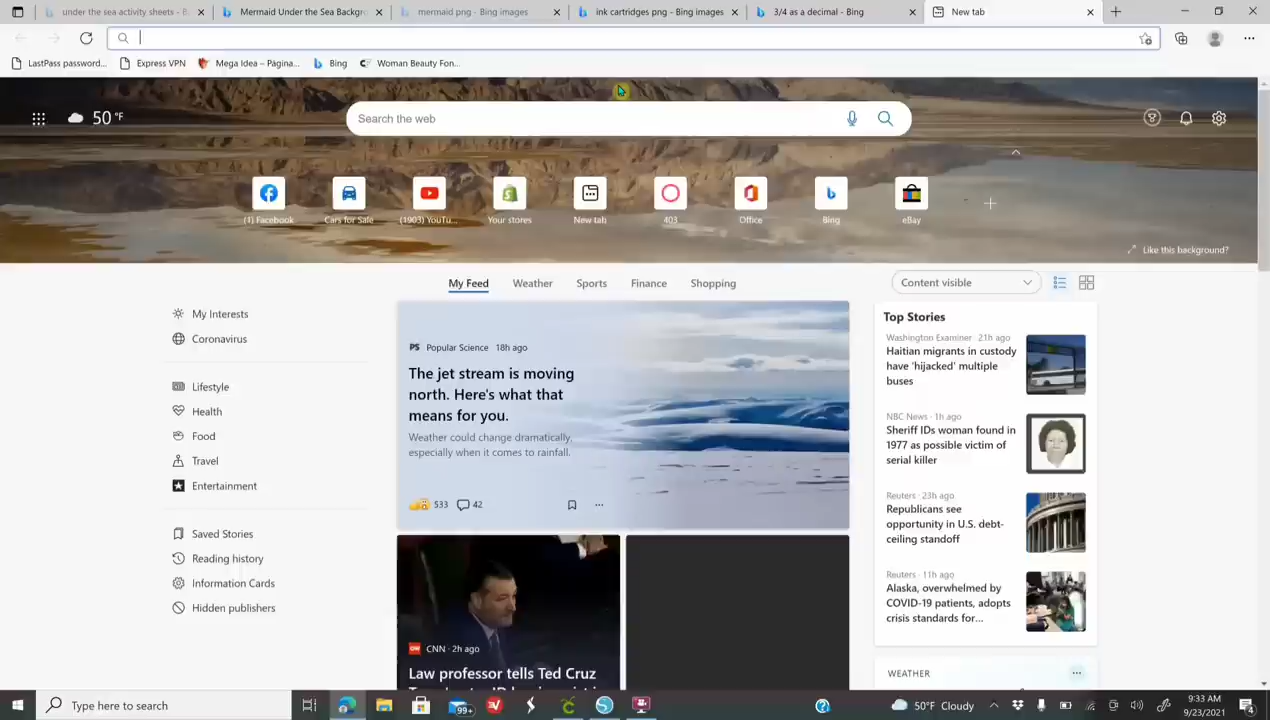 under the sea activity sheets - B
Mermaid Under the Sea Backgro
mermaid png - Bing images
ink cartridges png - Bing images
3/4 as a decimal - Bing
New tab
LastPass password...
Express VPN
Mega Idea – Página...
Bing
Woman Beauty Fon...
50 °F
Search the web
(1) Facebook
Cars for Sale
(1903) YouTu...
Your stores
New tab
403
Office
Bing
eBay
Like this background?
My Feed
Weather
Sports
Finance
Shopping
Content visible
My Interests
Coronavirus
Lifestyle
Health
Food
Travel
Entertainment
Saved Stories
Reading history
Information Cards
Hidden publishers
PS Popular Science 18h ago
The jet stream is moving
north. Here's what that
means for you.
Weather could change dramatically,
especially when it comes to rainfall.
533
42
CNN · 2h ago
Law professor tells Ted Cruz
Top Stories
Washington Examiner · 21h ago
Haitian migrants in custody
have 'hijacked' multiple
buses
NBC News · 1h ago
Sheriff IDs woman found in
1977 as possible victim of
serial killer
Reuters · 23h ago
Republicans see
opportunity in U.S. debt-
ceiling standoff
Reuters · 11h ago
Alaska, overwhelmed by
COVID-19 patients, adopts
crisis standards for...
WEATHER
Type here to search
99+
50°F Cloudy
9:33 AM
9/23/2021
4